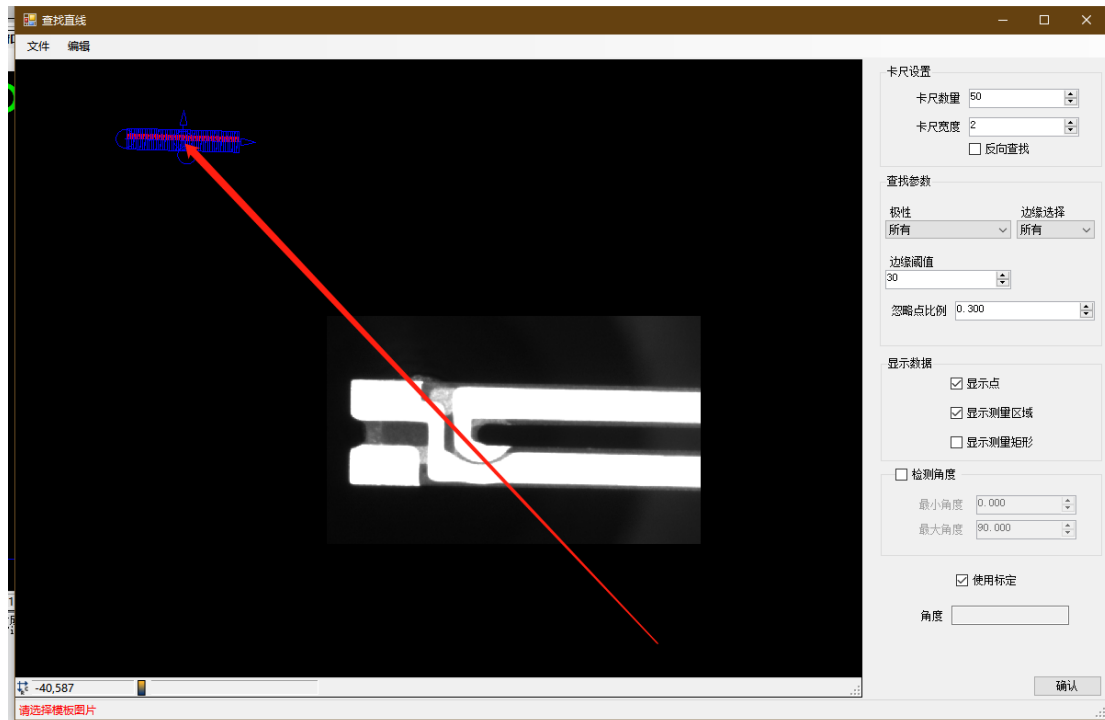 查找直线
文件 编辑
卡尺设置
卡尺数量 50
卡尺宽度 2
反向查找
查找参数
极性 边缘选择
所有 所有
边缘阈值
30
忽略点比例 0.300
显示数据
显示点
显示测量区域
显示测量矩形
检测角度
最小角度 0.000
最大角度 90.000
使用标定
角度
-40,587
确认
请选择模板图片